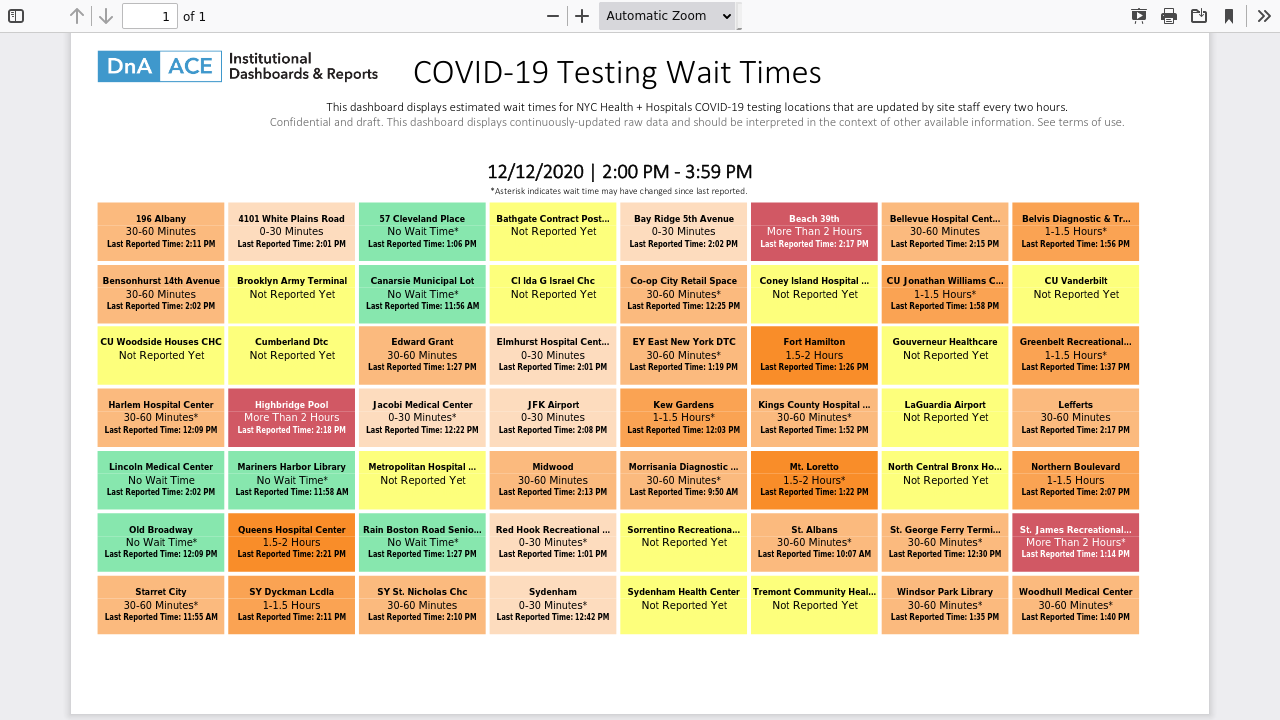 1 of 1
Automatic Zoom
DnA ACE Institutional Dashboards & Reports
COVID-19 Testing Wait Times
This dashboard displays estimated wait times for NYC Health + Hospitals COVID-19 testing locations that are updated by site staff every two hours.
Confidential and draft. This dashboard displays continuously-updated raw data and should be interpreted in the context of other available information. See terms of use.
12/12/2020 | 2:00 PM - 3:59 PM
*Asterisk indicates wait time may have changed since last reported.
196 Albany
30-60 Minutes
Last Reported Time: 2:11 PM
4101 White Plains Road
0-30 Minutes
Last Reported Time: 2:01 PM
57 Cleveland Place
No Wait Time*
Last Reported Time: 1:06 PM
Bathgate Contract Post...
Not Reported Yet
Bay Ridge 5th Avenue
0-30 Minutes
Last Reported Time: 2:02 PM
Beach 39th
More Than 2 Hours
Last Reported Time: 2:17 PM
Bellevue Hospital Cent...
30-60 Minutes
Last Reported Time: 2:15 PM
Belvis Diagnostic & Tr...
1-1.5 Hours*
Last Reported Time: 1:56 PM
Bensonhurst 14th Avenue
30-60 Minutes
Last Reported Time: 2:02 PM
Brooklyn Army Terminal
Not Reported Yet
Canarsie Municipal Lot
No Wait Time*
Last Reported Time: 11:56 AM
CI Ida G Israel Chc
Not Reported Yet
Co-op City Retail Space
30-60 Minutes*
Last Reported Time: 12:25 PM
Coney Island Hospital ...
Not Reported Yet
CU Jonathan Williams C...
1-1.5 Hours*
Last Reported Time: 1:58 PM
CU Vanderbilt
Not Reported Yet
CU Woodside Houses CHC
Not Reported Yet
Cumberland Dtc
Not Reported Yet
Edward Grant
30-60 Minutes
Last Reported Time: 1:27 PM
Elmhurst Hospital Cent...
0-30 Minutes
Last Reported Time: 2:01 PM
EY East New York DTC
30-60 Minutes*
Last Reported Time: 1:19 PM
Fort Hamilton
1.5-2 Hours
Last Reported Time: 1:26 PM
Gouverneur Healthcare
Not Reported Yet
Greenbelt Recreational...
1-1.5 Hours*
Last Reported Time: 1:37 PM
Harlem Hospital Center
30-60 Minutes*
Last Reported Time: 12:09 PM
Highbridge Pool
More Than 2 Hours
Last Reported Time: 2:18 PM
Jacobi Medical Center
0-30 Minutes*
Last Reported Time: 12:22 PM
JFK Airport
0-30 Minutes
Last Reported Time: 2:08 PM
Kew Gardens
1-1.5 Hours*
Last Reported Time: 12:03 PM
Kings County Hospital ...
30-60 Minutes*
Last Reported Time: 1:52 PM
LaGuardia Airport
Not Reported Yet
Lefferts
30-60 Minutes
Last Reported Time: 2:17 PM
Lincoln Medical Center
No Wait Time
Last Reported Time: 2:02 PM
Mariners Harbor Library
No Wait Time*
Last Reported Time: 11:58 AM
Metropolitan Hospital ...
Not Reported Yet
Midwood
30-60 Minutes
Last Reported Time: 2:13 PM
Morrisania Diagnostic ...
30-60 Minutes*
Last Reported Time: 9:50 AM
Mt. Loretto
1.5-2 Hours*
Last Reported Time: 1:22 PM
North Central Bronx Ho...
Not Reported Yet
Northern Boulevard
1-1.5 Hours
Last Reported Time: 2:07 PM
Old Broadway
No Wait Time*
Last Reported Time: 12:09 PM
Queens Hospital Center
1.5-2 Hours
Last Reported Time: 2:21 PM
Rain Boston Road Senio...
No Wait Time*
Last Reported Time: 1:27 PM
Red Hook Recreational ...
0-30 Minutes*
Last Reported Time: 1:01 PM
Sorrentino Recreationa...
Not Reported Yet
St. Albans
30-60 Minutes*
Last Reported Time: 10:07 AM
St. George Ferry Termi...
30-60 Minutes*
Last Reported Time: 12:30 PM
St. James Recreational...
More Than 2 Hours*
Last Reported Time: 1:14 PM
Starret City
30-60 Minutes*
Last Reported Time: 11:55 AM
SY Dyckman Lcdla
1-1.5 Hours
Last Reported Time: 2:11 PM
SY St. Nicholas Chc
30-60 Minutes
Last Reported Time: 2:10 PM
Sydenham
0-30 Minutes*
Last Reported Time: 12:42 PM
Sydenham Health Center
Not Reported Yet
Tremont Community Heal...
Not Reported Yet
Windsor Park Library
30-60 Minutes*
Last Reported Time: 1:35 PM
Woodhull Medical Center
30-60 Minutes*
Last Reported Time: 1:40 PM